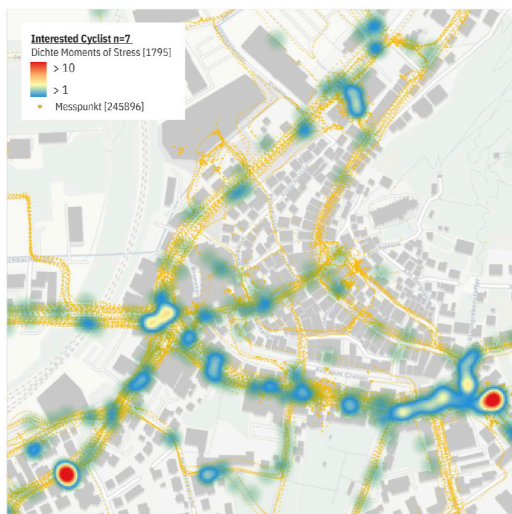 Interested Cyclist n=7
Dichte Moments of Stress [1795]
> 10
> 1
Messpunkt [245896]